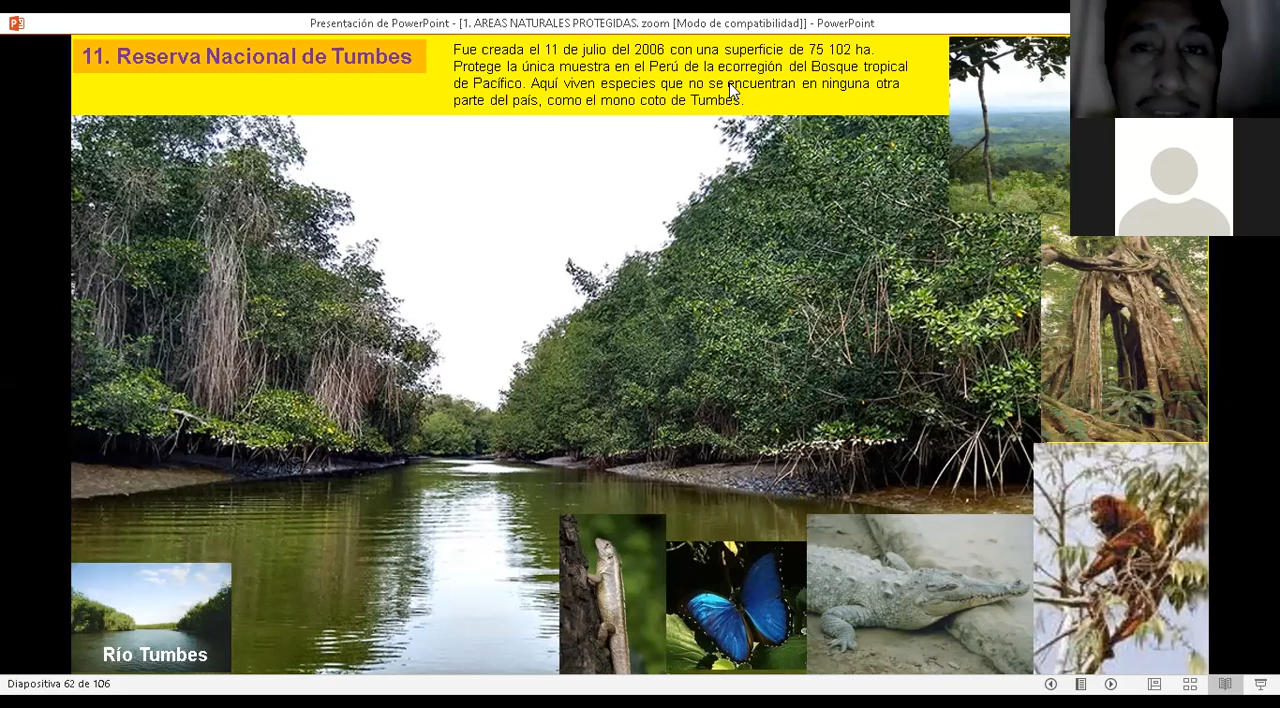 Presentación de PowerPoint - [1. AREAS NATURALES PROTEGIDAS. zoom [Modo de compatibilidad]] - PowerPoint
11. Reserva Nacional de Tumbes
Fue creada el 11 de julio del 2006 con una superficie de 75 102 ha.
Protege la única muestra en el Perú de la ecorregión del Bosque tropical
de Pacífico. Aquí viven especies que no se encuentran en ninguna otra
parte del país, como el mono coto de Tumbes.
Río Tumbes
Diapositiva 62 de 106